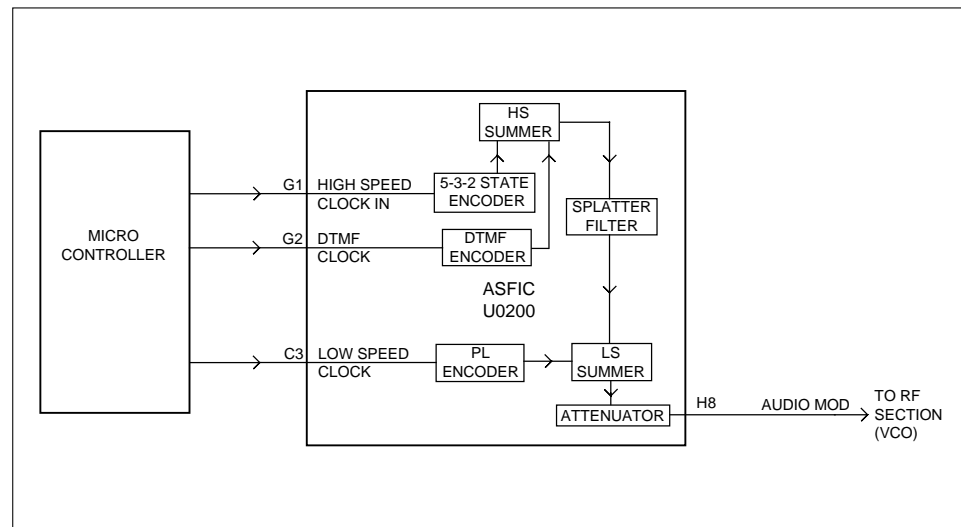 HS
SUMMER
G1
HIGH SPEED
CLOCK IN
5-3-2 STATE
ENCODER
SPLATTER
FILTER
MICRO
CONTROLLER
G2
DTMF
CLOCK
DTMF
ENCODER
ASFIC
U0200
C3
LOW SPEED
CLOCK
PL
ENCODER
LS
SUMMER
ATTENUATOR
H8
AUDIO MOD
TO RF
SECTION
(VCO)